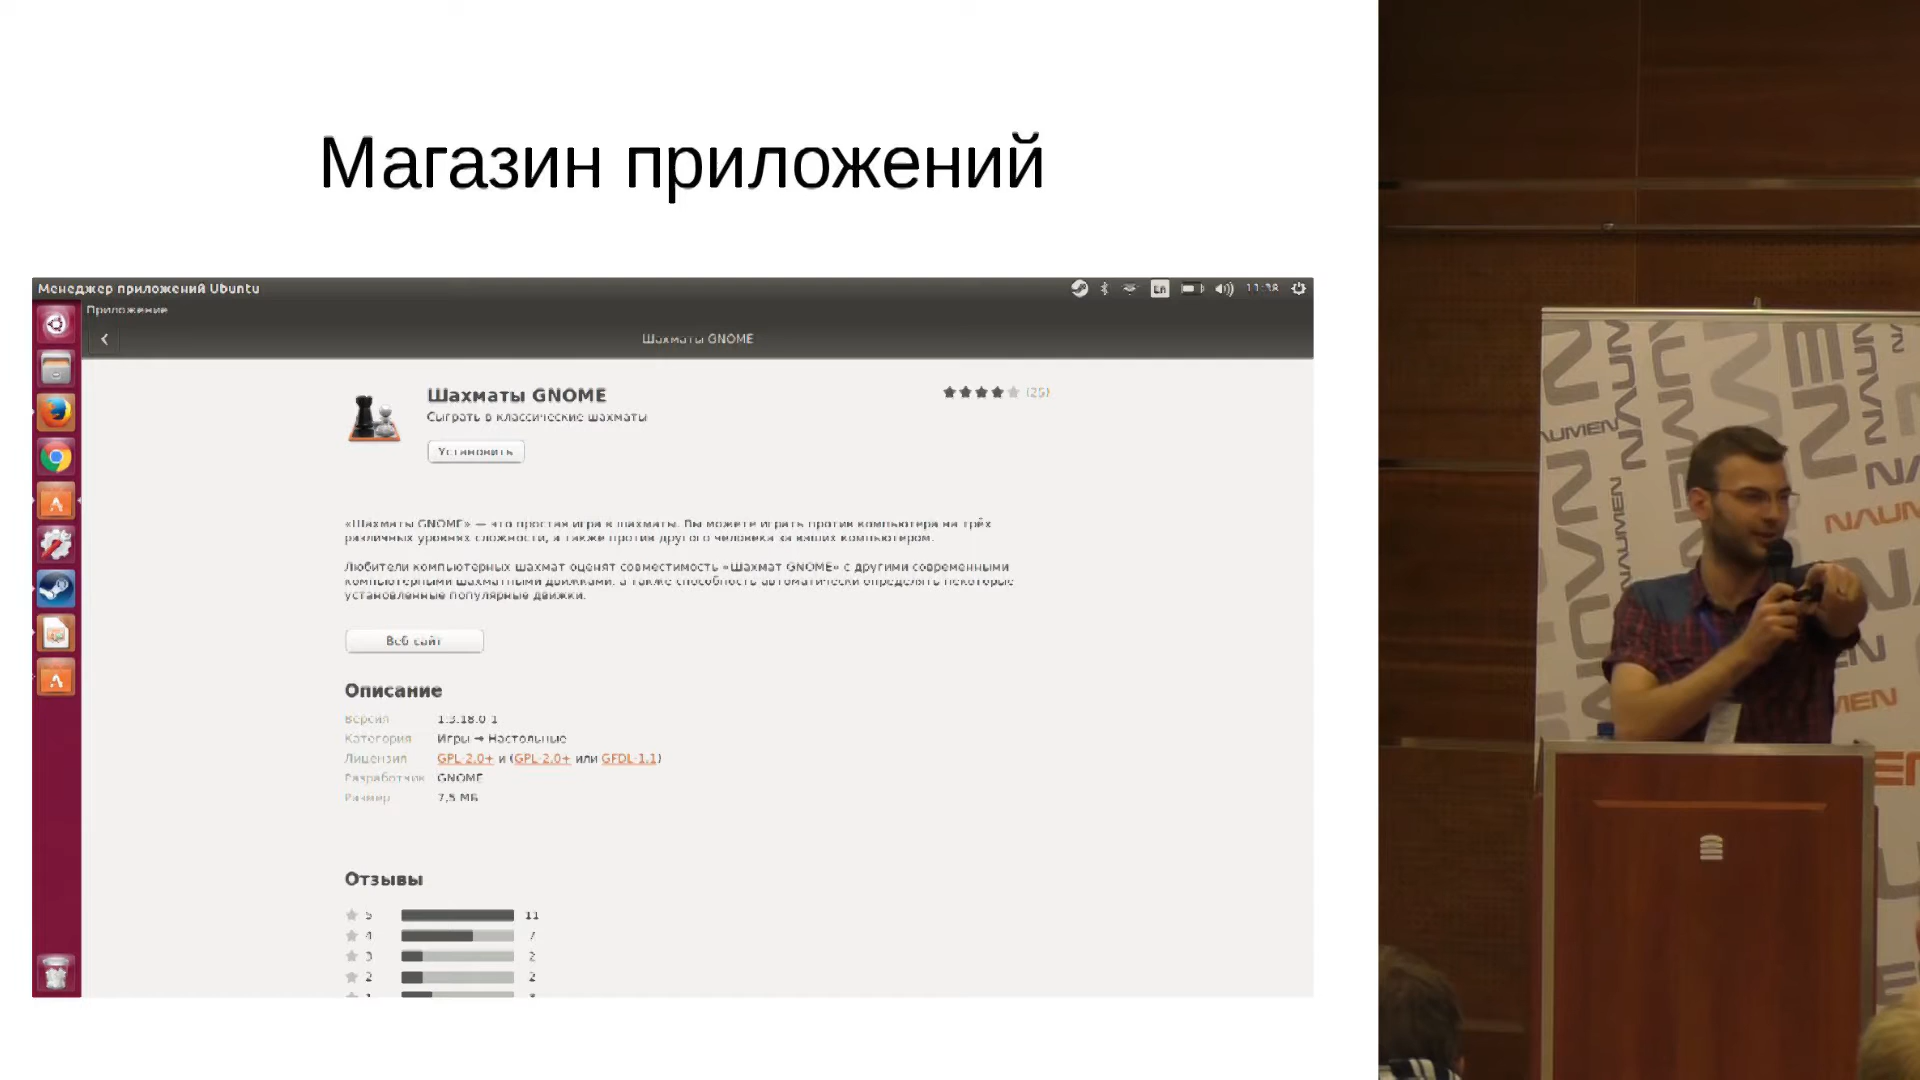 Магазин приложений
Менеджер приложений Ubuntu
En
11:38
Приложение
Шахматы GNOME
Шахматы GNOME
(25)
Сыграть в классические шахматы
Установить
«Шахматы GNOME» — это простая игра в шахматы. Вы можете играть против компьютера на трёх
различных уровнях сложности, а также против другого человека за вашим компьютером.
Любители компьютерных шахмат оценят совместимость «Шахмат GNOME» с другими современными
компьютерными шахматными движками, а также способность автоматически определять некоторые
установленные популярные движки.
Веб-сайт
Описание
Версия 1:3.18.0-1
Категория Игры → Настольные
Лицензия GPL-2.0+ и (GPL-2.0+ или GFDL-1.1)
Разработчик GNOME
Размер 7,5 МБ
Отзывы
5 11
4 7
3 2
2 2
NAUMEN
NAUMEN
NAUMEN